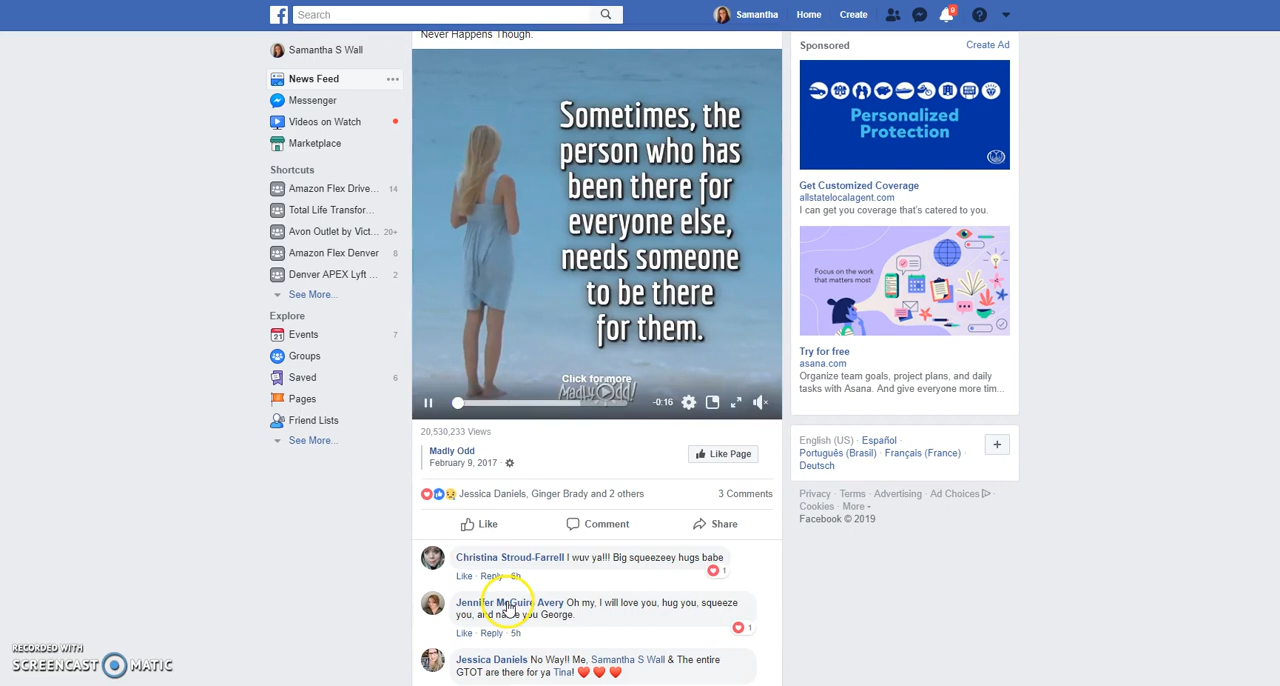 Search
Samantha
Home
Create
9
Samantha S Wall
News Feed
Messenger
Videos on Watch
Marketplace
Shortcuts
Amazon Flex Drive... 14
Total Life Transfor...
Avon Outlet by Vict... 20+
Amazon Flex Denver 8
Denver APEX Lyft ... 2
See More...
Explore
Events 7
Groups
Saved 6
Pages
Friend Lists
See More...
Never Happens Though.
Sometimes, the
person who has
been there for
everyone else,
needs someone
to be there
for them.
Click for more
Madly Odd!
-0:16
20,530,233 Views
Madly Odd
February 9, 2017 ·
Like Page
Jessica Daniels, Ginger Brady and 2 others
3 Comments
Like
Comment
Share
Christina Stroud-Farrell I wuv ya!!! Big squeezeey hugs babe
1
Like · Reply · 6h
Jennifer McGuire Avery Oh my, I will love you, hug you, squeeze
you, and name you George.
1
Like · Reply · 5h
Jessica Daniels No Way!! Me, Samantha S Wall & The entire
GTOT are there for ya Tina! ❤️ ❤️ ❤️
Sponsored
Create Ad
Personalized
Protection
Get Customized Coverage
allstatelocalagent.com
I can get you coverage that's catered to you.
Focus on the work
that matters most
Try for free
asana.com
Organize team goals, project plans, and daily
tasks with Asana. And give everyone more tim...
English (US) · Español ·
Português (Brasil) · Français (France) ·
Deutsch
Privacy · Terms · Advertising · Ad Choices ·
Cookies · More
Facebook © 2019
RECORDED WITH
SCREENCAST MATIC